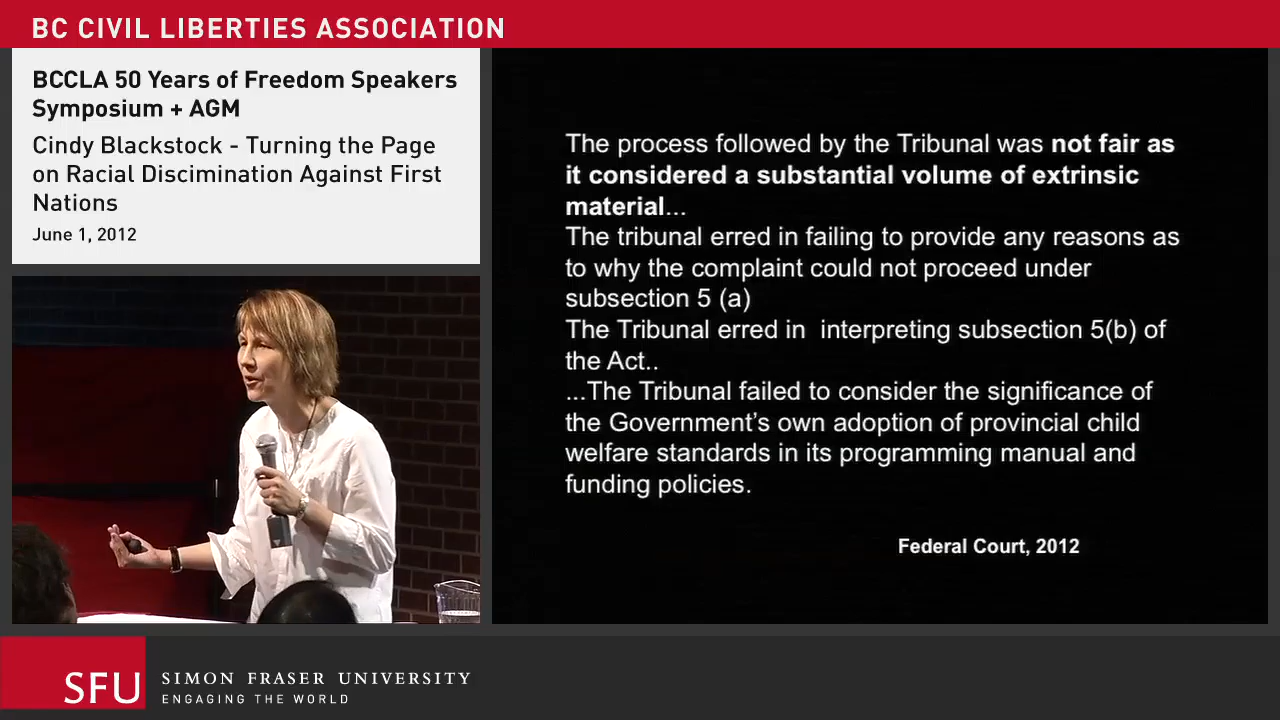 BC CIVIL LIBERTIES ASSOCIATION
BCCLA 50 Years of Freedom Speakers
Symposium + AGM
Cindy Blackstock - Turning the Page
on Racial Discimination Against First
Nations
June 1, 2012
The process followed by the Tribunal was not fair as
it considered a substantial volume of extrinsic
material...
The tribunal erred in failing to provide any reasons as
to why the complaint could not proceed under
subsection 5 (a)
The Tribunal erred in  interpreting subsection 5(b) of
the Act..
...The Tribunal failed to consider the significance of
the Government’s own adoption of provincial child
welfare standards in its programming manual and
funding policies.
Federal Court, 2012
SFU
SIMON FRASER UNIVERSITY
ENGAGING THE WORLD